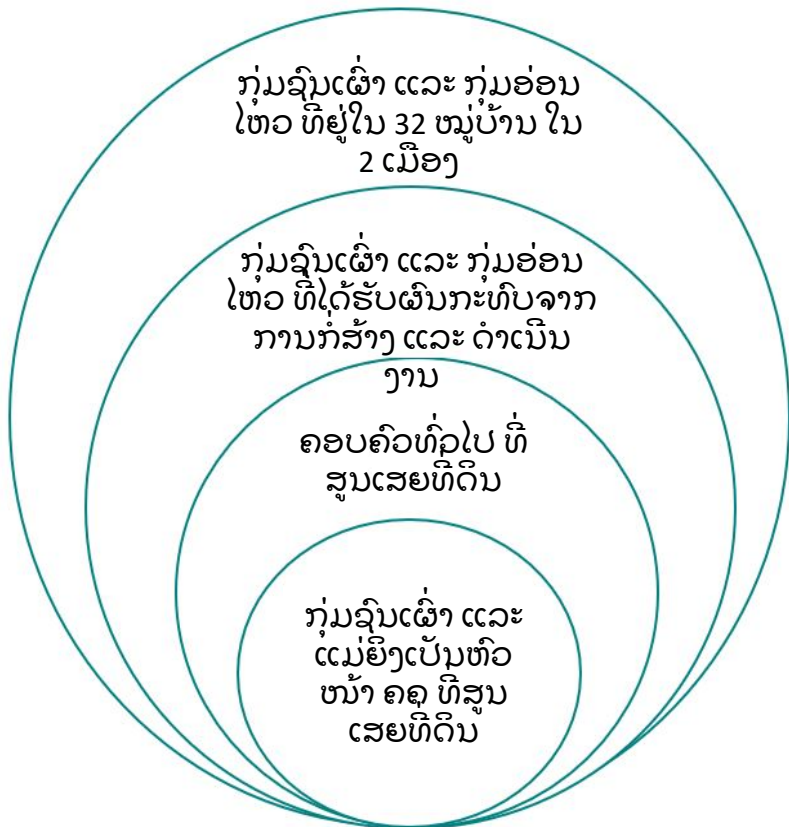 ກຸ່ມຊົນເຜົ່າ ແລະ ກຸ່ມອ່ອນ
ໄຫວ ທີ່ຢູ່ໃນ 32 ໝູ່ບ້ານ ໃນ
2 ເມືອງ
ກຸ່ມຊົນເຜົ່າ ແລະ ກຸ່ມອ່ອນ
ໄຫວ ທີ່ໄດ້ຮັບຜົນກະທົບຈາກ
ການກໍ່ສ້າງ ແລະ ດຳເນີນ
ງານ
ຄອບຄົວທົ່ວໄປ ທີ່
ສູນເສຍທີ່ດິນ
ກຸ່ມຊົນເຜົ່າ ແລະ
ແມ່ຍິງເປັນຫົວ
ໜ້າ ຄຄ ທີ່ສູນ
ເສຍທີ່ດິນ